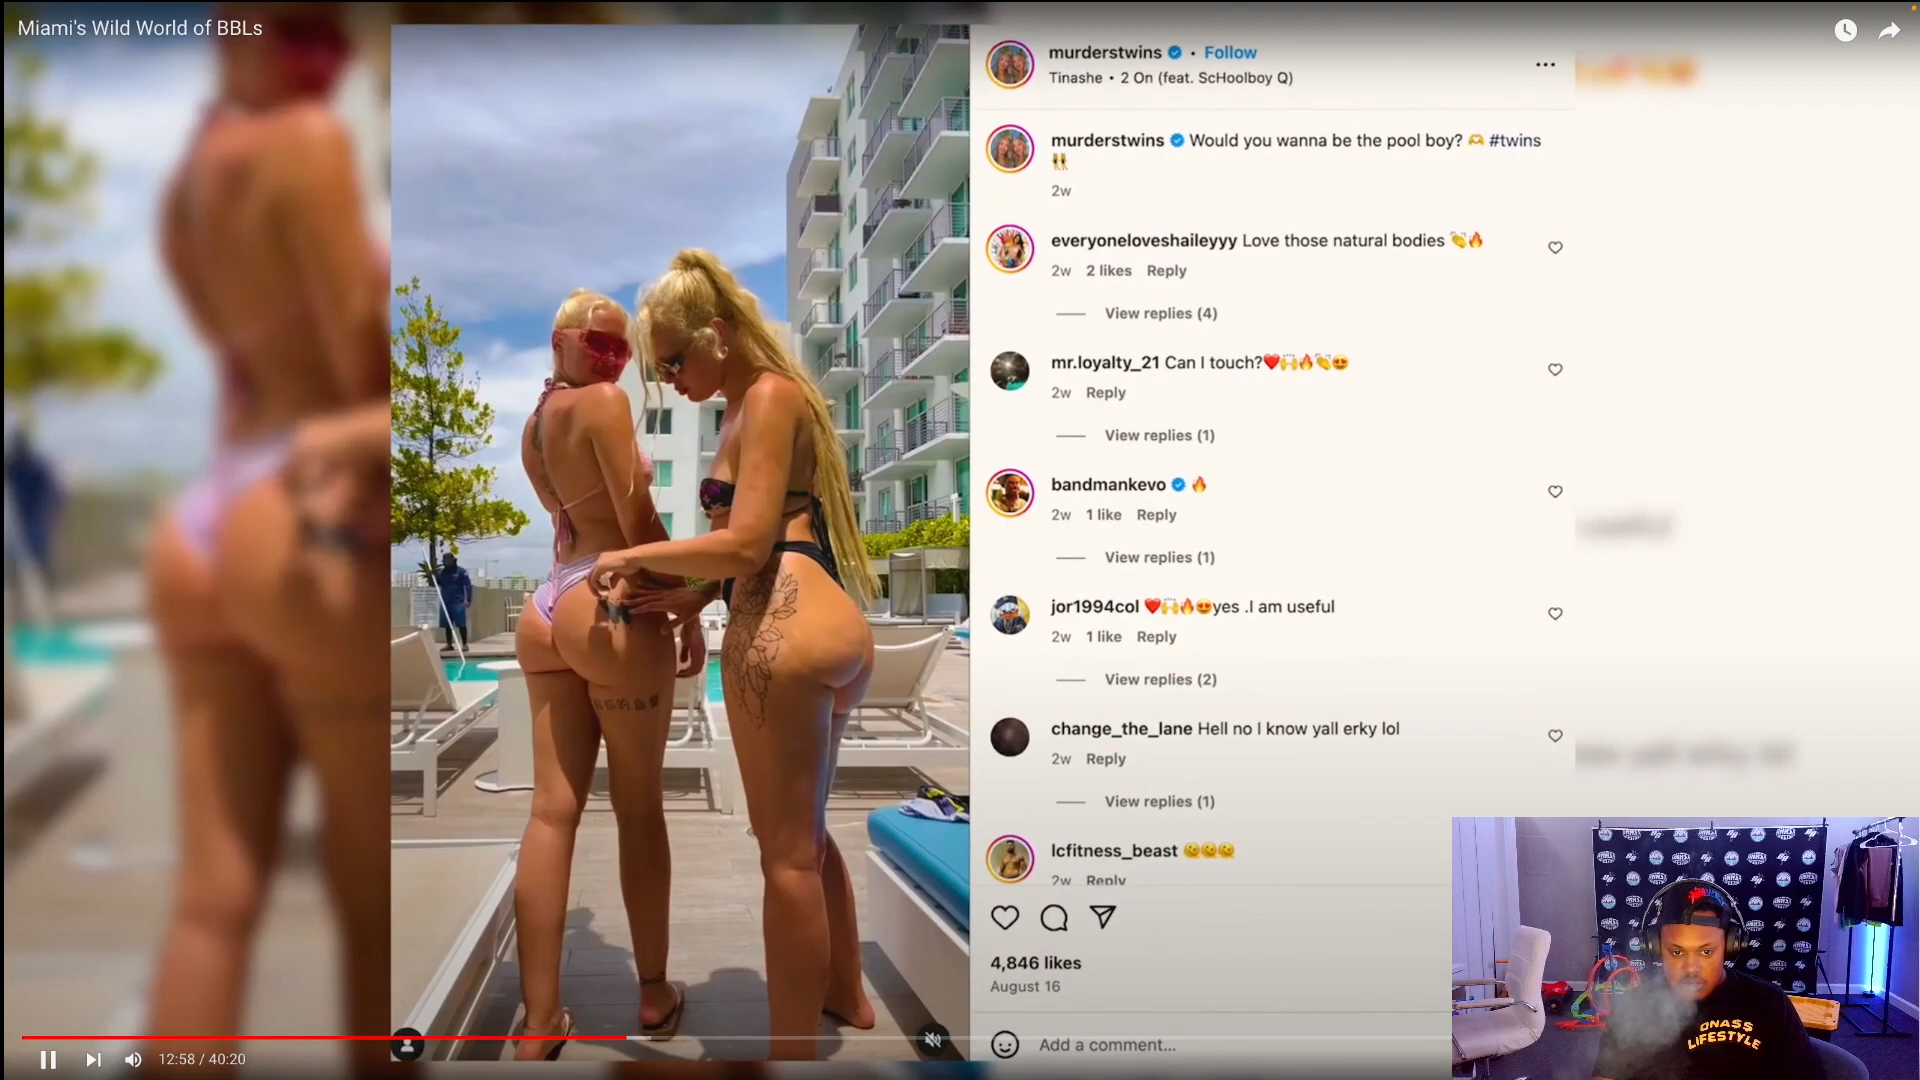 Miami's Wild World of BBLs
murderstwins • Follow
Tinashe • 2 On (feat. ScHoolboy Q)
murderstwins Would you wanna be the pool boy? 🫶 #twins
👯
2w
everyoneloveshaileyyy Love those natural bodies 👏🔥
2w 2 likes Reply
View replies (4)
mr.loyalty_21 Can I touch?❤️🙌🔥👏😍
2w Reply
View replies (1)
bandmankevo 🔥
2w 1 like Reply
View replies (1)
jor1994col ❤️🙌🔥😍yes .I am useful
2w 1 like Reply
View replies (2)
change_the_lane Hell no I know yall erky lol
2w Reply
View replies (1)
lcfitness_beast 🫠🫠🫠
2w Reply
4,846 likes
August 16
Add a comment...
12:58 / 40:20
ONA$$
LIFESTYLE